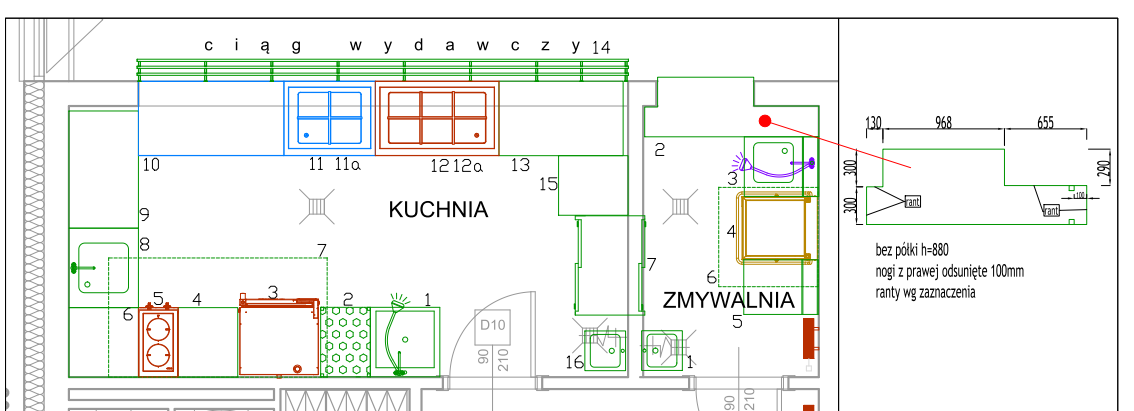 c i ą g w y d a w c z y 14
10 11 11a 12 12a 13
15
9
KUCHNIA
8
7
6 5 4 3 2 1
D10
90
210
16
2
3
4
7
6
ZMYWALNIA
5
1
90
210
130 968 655
300
290
300
rant
rant
100
bez półki h=880
nogi z prawej odsunięte 100mm
ranty wg zaznaczenia